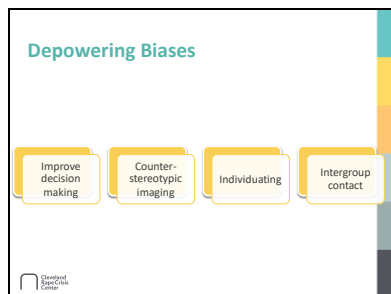 Depowering Biases
Improve
decision
making
Counter-
stereotypic
imaging
Individuating
Intergroup
contact
Cleveland
Rape Crisis
Center